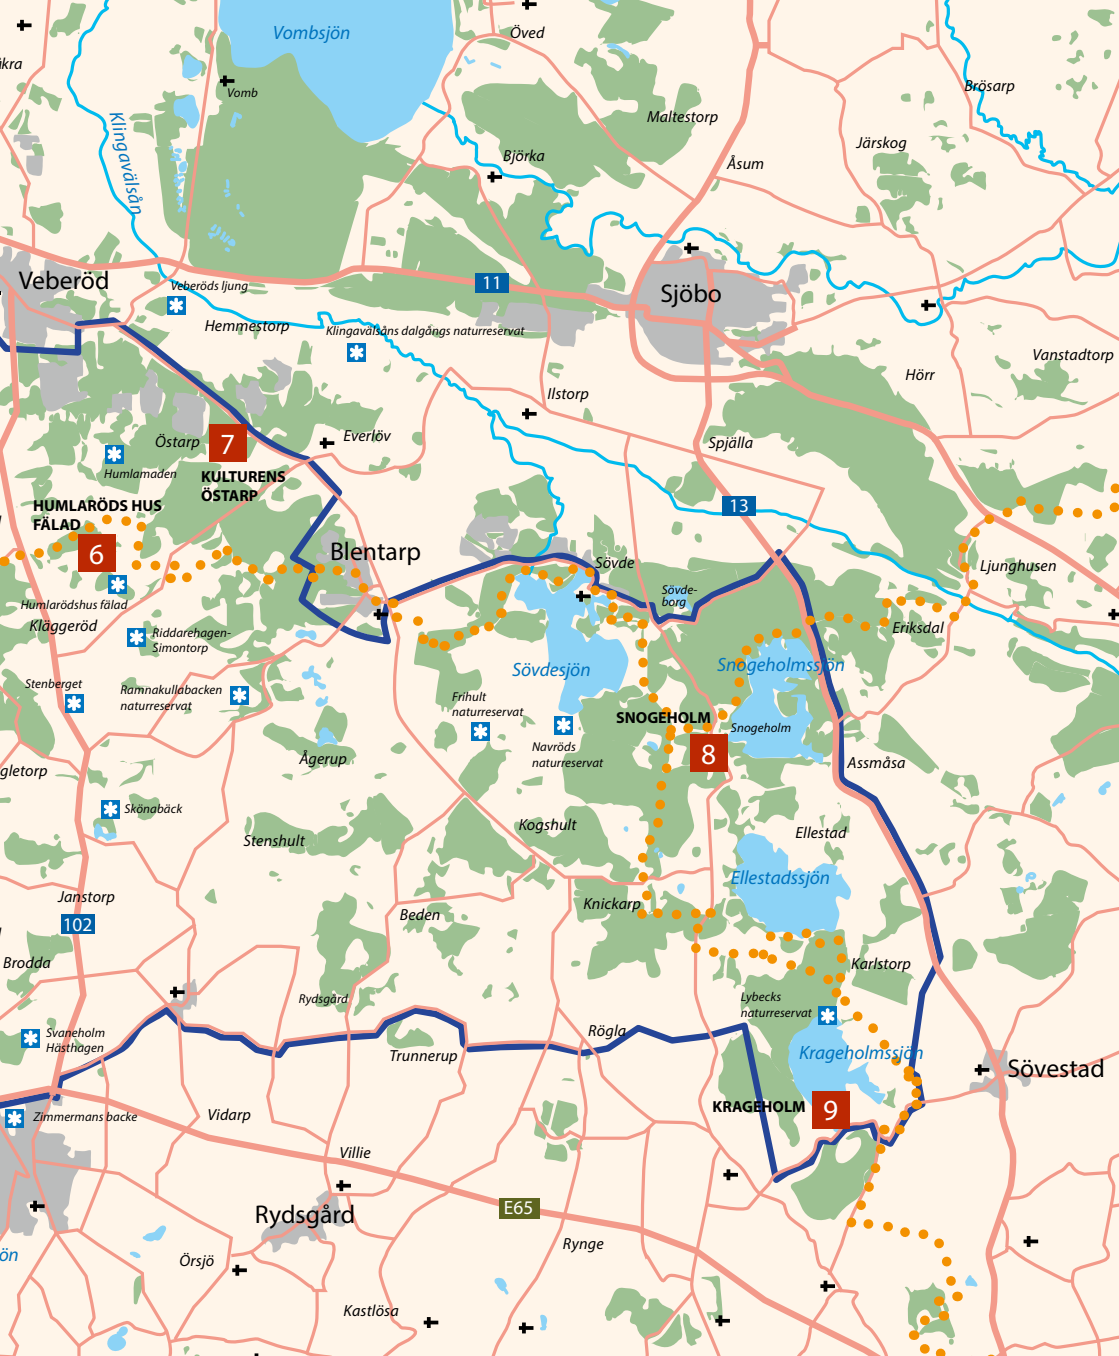 Vombsjön
Öved
Vomb
Brösarp
Maltestorp
Klingavälsån
Järskog
Björka
Åsum
Veberöd
11
Veberöds ljung
Sjöbo
Hemmestorp
Klingavälsåns dalgångs naturreservat
Vanstadtorp
Hörr
Ilstorp
Östarp
7
Everlöv
Spjälla
Humlamaden
KULTURENS
ÖSTARP
HUMLARÖDS HUS
FÄLAD
13
6
Blentarp
Sövde
Ljunghusen
Humlarödshus fälad
Sövde-
borg
Kläggeröd
Riddarehagen-
Simontorp
Eriksdal
Stenberget
Ramnakullabacken
naturreservat
Sövdesjön
Snogeholmssjön
Frihult
naturreservat
SNOGEHOLM
Snogeholm
Navröds
naturreservat
8
Ågerup
Assmåsa
gletorp
Skönabäck
Kogshult
Ellestad
Stenshult
Ellestadssjön
Janstorp
Knickarp
102
Beden
Brodda
Karlstorp
Rydsgård
Lybecks
naturreservat
Svaneholm
Hästhagen
Rögla
Trunnerup
Krageholmssjön
Sövestad
Zimmermans backe
Vidarp
KRAGEHOLM
9
Villie
E65
Rydsgård
Rynge
ön
Örsjö
Kastlösa